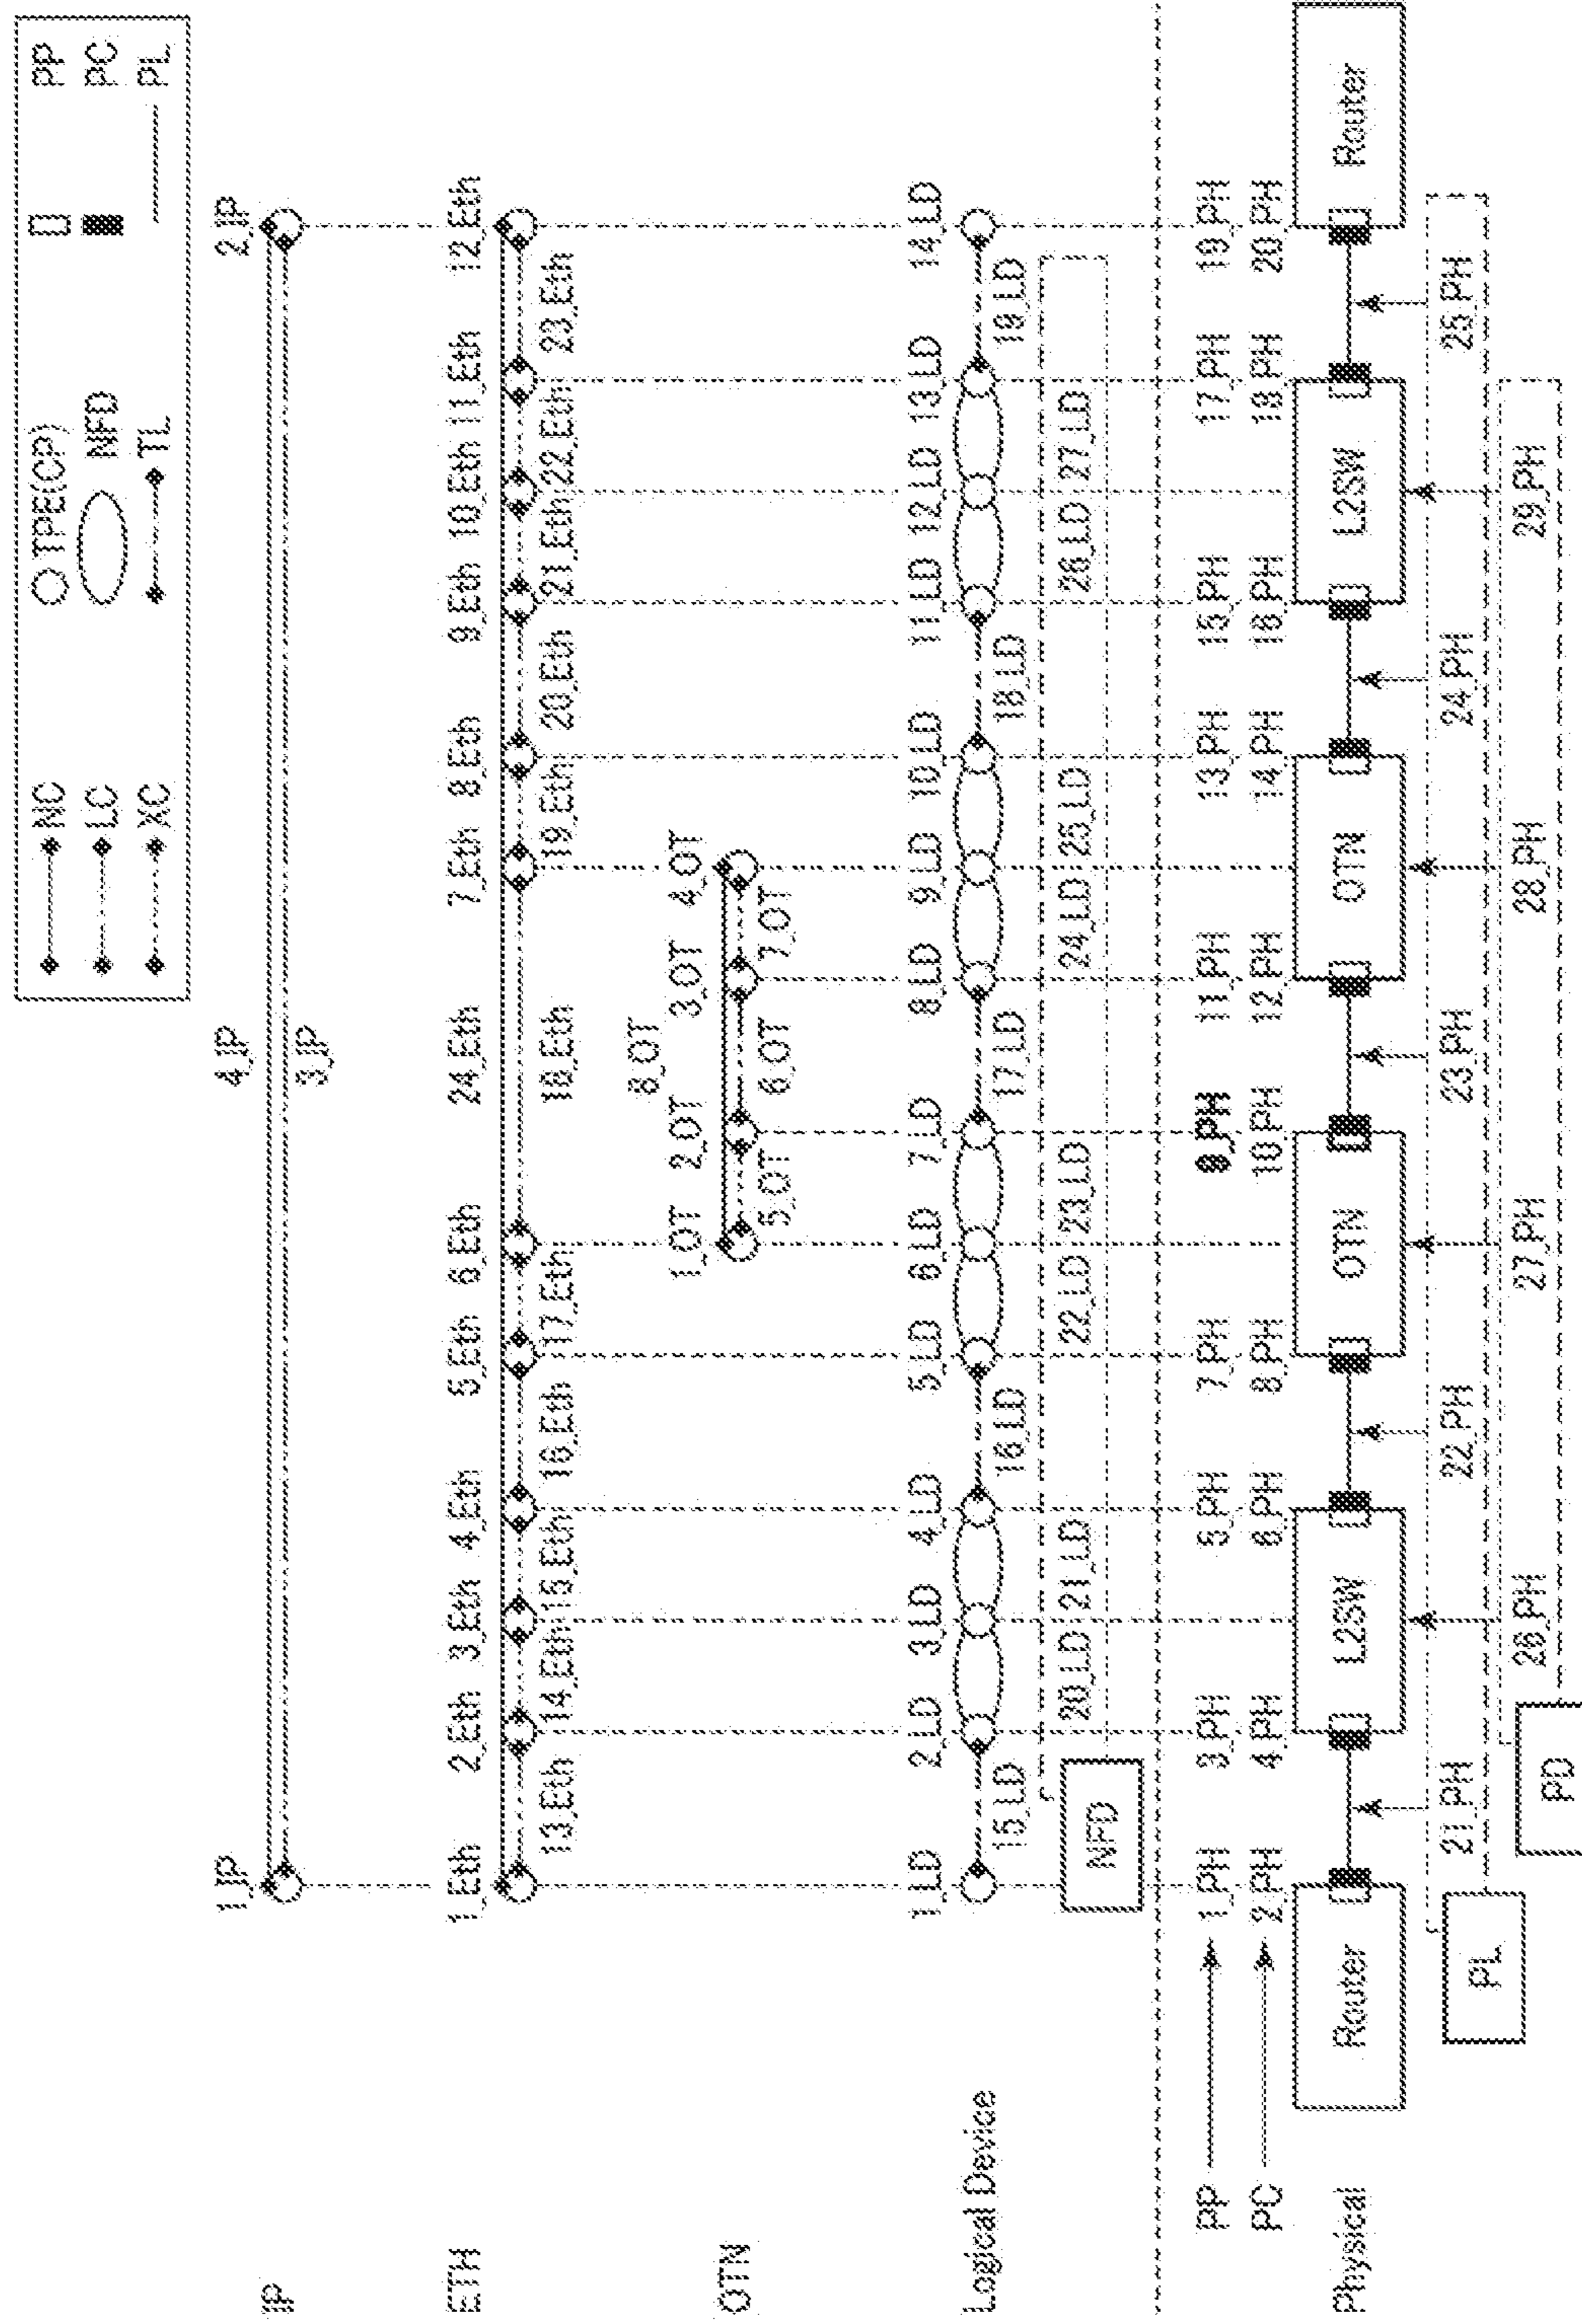 NC
TPE(CP)
PP
LC
NFD
PC
XC
TL
PL
IP
1_IP
4_IP
2_IP
3_IP
ETH
1_Eth
2_Eth
3_Eth
4_Eth
5_Eth
6_Eth
24_Eth
7_Eth
8_Eth
9_Eth
10_Eth
11_Eth
12_Eth
13_Eth
14_Eth
15_Eth
16_Eth
17_Eth
18_Eth
19_Eth
20_Eth
21_Eth
22_Eth
23_Eth
OTN
8_OT
1_OT
2_OT
3_OT
4_OT
5_OT
6_OT
7_OT
Logical Device
1_LD
2_LD
3_LD
4_LD
5_LD
6_LD
7_LD
8_LD
9_LD
10_LD
11_LD
12_LD
13_LD
14_LD
15_LD
16_LD
17_LD
18_LD
19_LD
NFD
20_LD
21_LD
22_LD
23_LD
24_LD
25_LD
26_LD
27_LD
PP
1_PH
3_PH
5_PH
7_PH
9_PH
11_PH
13_PH
15_PH
17_PH
19_PH
PC
2_PH
4_PH
6_PH
8_PH
10_PH
12_PH
14_PH
16_PH
18_PH
20_PH
Physical
Router
L2SW
OTN
OTN
L2SW
Router
PL
21_PH
22_PH
23_PH
24_PH
25_PH
PD
26_PH
27_PH
28_PH
29_PH